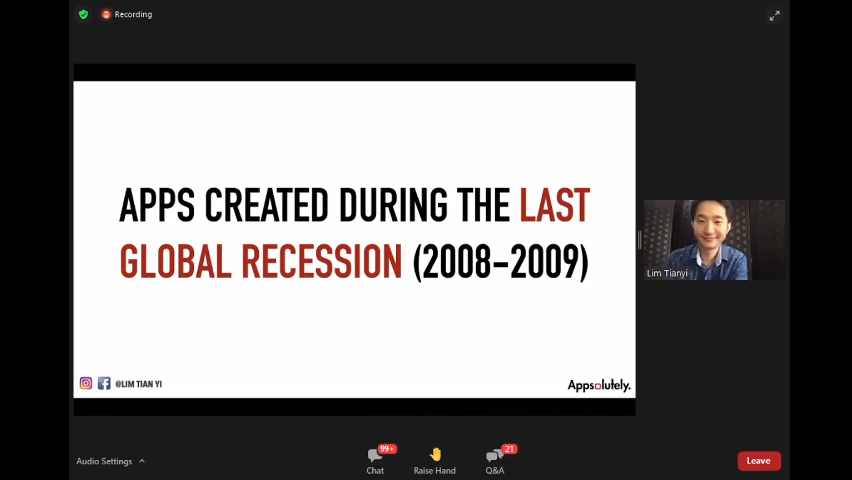 Recording
APPS CREATED DURING THE LAST
GLOBAL RECESSION (2008-2009)
Lim Tianyi
@LIM TIAN YI
Appsolutely.
Audio Settings
99+
Chat
Raise Hand
21
Q&A
Leave